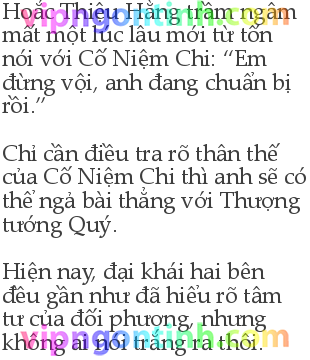 Hoắc Thiệu Hằng trầm ngâm
mất một lúc lâu mới từ tốn
nói với Cố Niệm Chi: “Em
đừng vội, anh đang chuẩn bị
rồi.”

Chỉ cần điều tra rõ thân thế
của Cố Niệm Chi thì anh sẽ có
thể ngả bài thẳng với Thượng
tướng Quý.

Hiện nay, đại khái hai bên
đều gần như đã hiểu rõ tâm
tư của đối phương, nhưng
không ai nói trắng ra thôi.
vipngontinh.com
vipngontinh.com